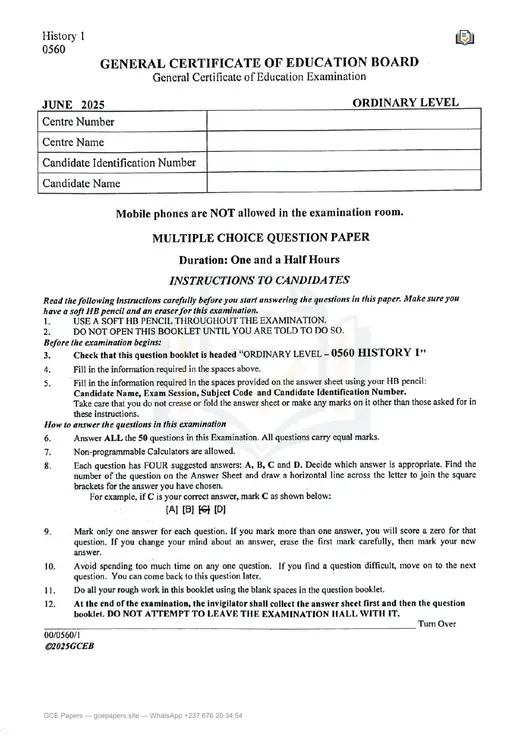 History 1
0560
GENERAL CERTIFICATE OF EDUCATION BOARD
General Certificate of Education Examination
JUNE 2025 ORDINARY LEVEL
Centre Number
Centre Name
Candidate Identification Number
Candidate Name
Mobile phones are NOT allowed in the examination room.
MULTIPLE CHOICE QUESTION PAPER
Duration: One and a Half Hours
INSTRUCTIONS TO CANDIDATES
Read the following instructions carefully before you start answering the questions in this paper. Make sure you
have a soft HB pencil and an eraser for this examination.
1. USE A SOFT HB PENCIL THROUGHOUT THE EXAMINATION.
2. DO NOT OPEN THIS BOOKLET UNTIL YOU ARE TOLD TO DO SO.
Before the examination begins:
3. Check that this question booklet is headed "ORDINARY LEVEL – 0560 HISTORY 1"
4. Fill in the information required in the spaces above.
5. Fill in the information required in the spaces provided on the answer sheet using your HB pencil:
Candidate Name, Exam Session, Subject Code and Candidate Identification Number.
Take care that you do not crease or fold the answer sheet or make any marks on it other than those asked for in
these instructions.
How to answer the questions in this examination
6. Answer ALL the 50 questions in this Examination. All questions carry equal marks.
7. Non-programmable Calculators are allowed.
8. Each question has FOUR suggested answers: A, B, C and D. Decide which answer is appropriate. Find the
number of the question on the Answer Sheet and draw a horizontal line across the letter to join the square
brackets for the answer you have chosen.
For example, if C is your correct answer, mark C as shown below:
[A] [B] [C] [D]
9. Mark only one answer for each question. If you mark more than one answer, you will score a zero for that
question. If you change your mind about an answer, erase the first mark carefully, then mark your new
answer.
10. Avoid spending too much time on any one question. If you find a question difficult, move on to the next
question. You can come back to this question later.
11. Do all your rough work in this booklet using the blank spaces in the question booklet.
12. At the end of the examination, the invigilator shall collect the answer sheet first and then the question
booklet. DO NOT ATTEMPT TO LEAVE THE EXAMINATION HALL WITH IT.
Turn Over
00/0560/1
©2025GCEB
GCE Papers — gcepapers.site — WhatsApp +237 676 20 34 54